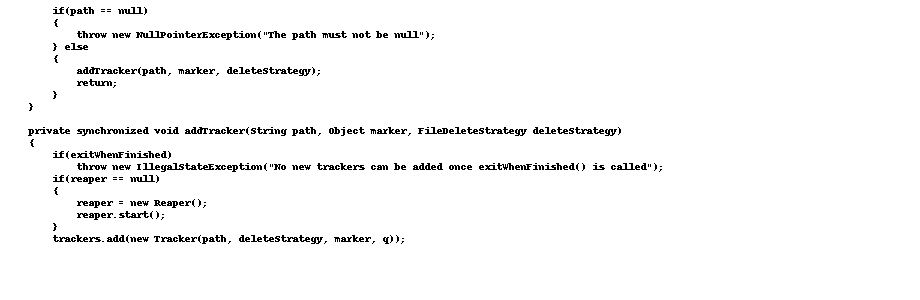 if(path == null)
{
throw new NullPointerException("The path must not be null");
} else
{
addTracker(path, marker, deleteStrategy);
return;
}
}
private synchronized void addTracker(String path, Object marker, FileDeleteStrategy deleteStrategy)
{
if(exitWhenFinished)
throw new IllegalStateException("No new trackers can be added once exitWhenFinished() is called");
if(reaper == null)
{
reaper = new Reaper();
reaper.start();
}
trackers.add(new Tracker(path, deleteStrategy, marker, q));